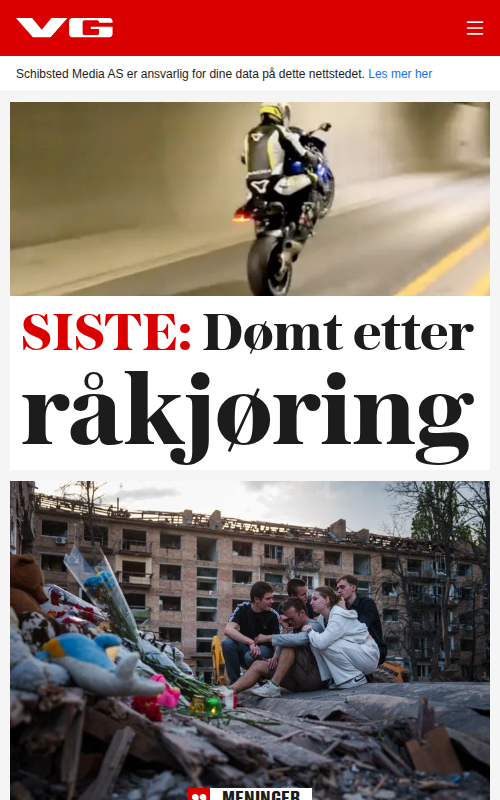 VG
Schibsted Media AS er ansvarlig for dine data på dette nettstedet. Les mer her
SISTE: Dømt etter
råkjøring
MENINGER